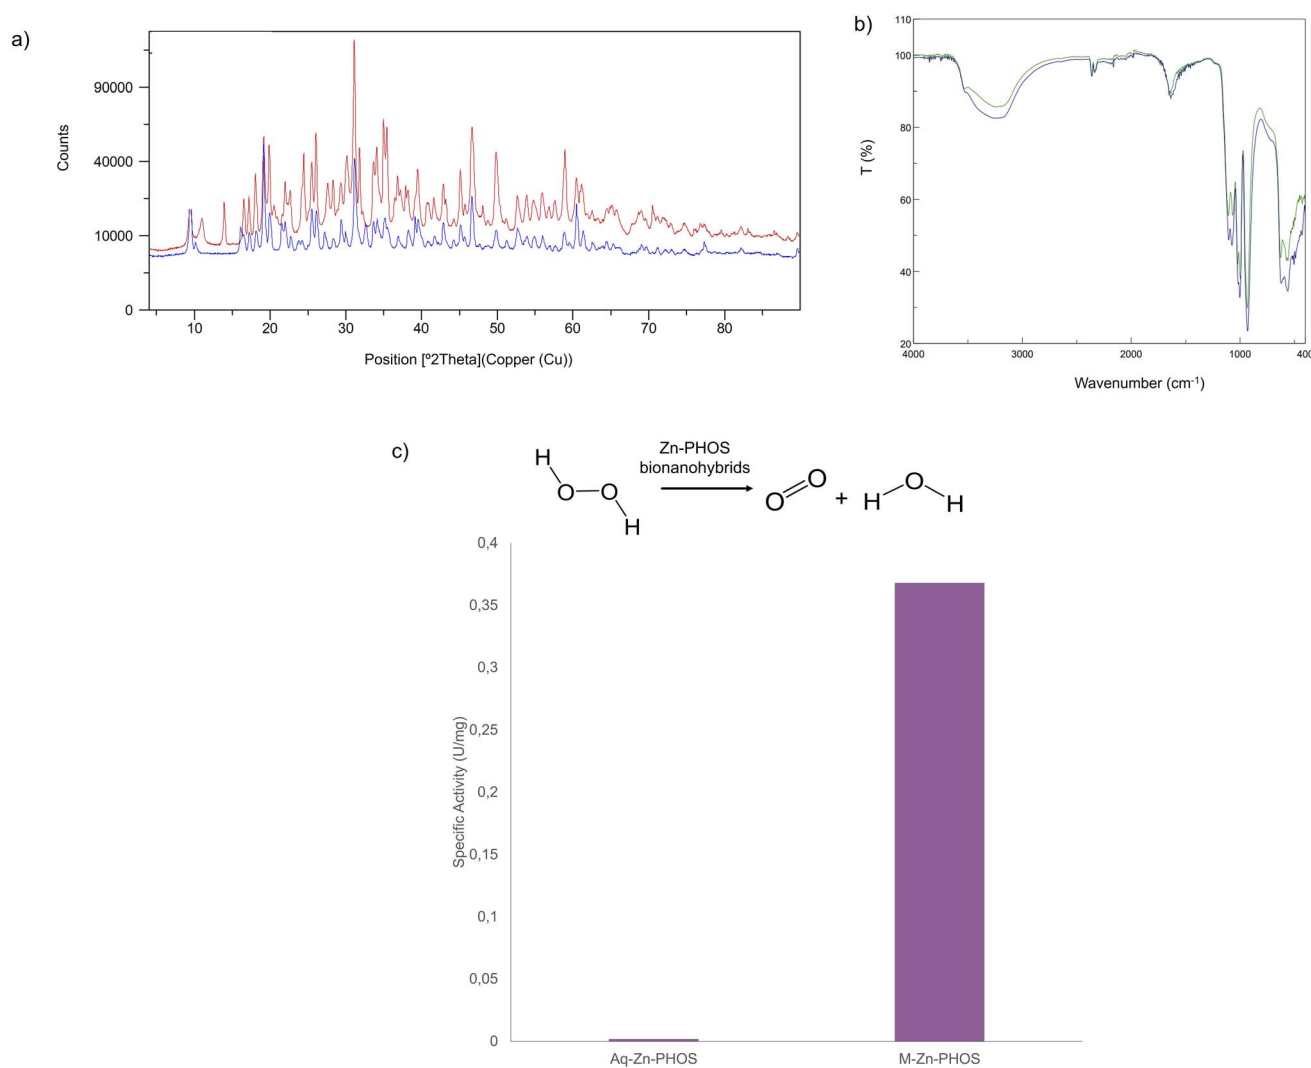 a)
Counts
90000
40000
10000
0
10 20 30 40 50 60 70 80
Position [º2Theta](Copper (Cu))
b)
T (%)
110
100
80
60
40
20
4000 3000 2000 1000 400
Wavenumber (cm-1)
c)
Zn-PHOS
bionanohybrids
H
O O
H
O O
+
H O H
Specific Activity (U/mg)
0,4
0,35
0,3
0,25
0,2
0,15
0,1
0,05
0
Aq-Zn-PHOS M-Zn-PHOS